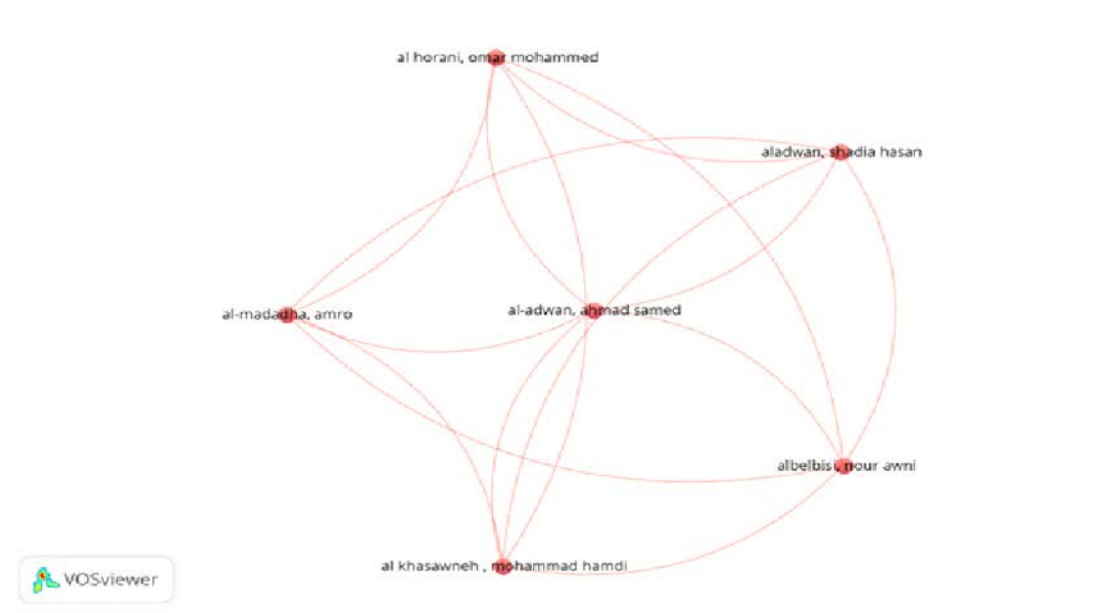 al horani, omar mohammed
aladwan, shadia hasan
al-madadha, amro
al-adwan, ahmad samed
albelbisi, nour awni
al khasawneh , mohammad hamdi
VOSviewer